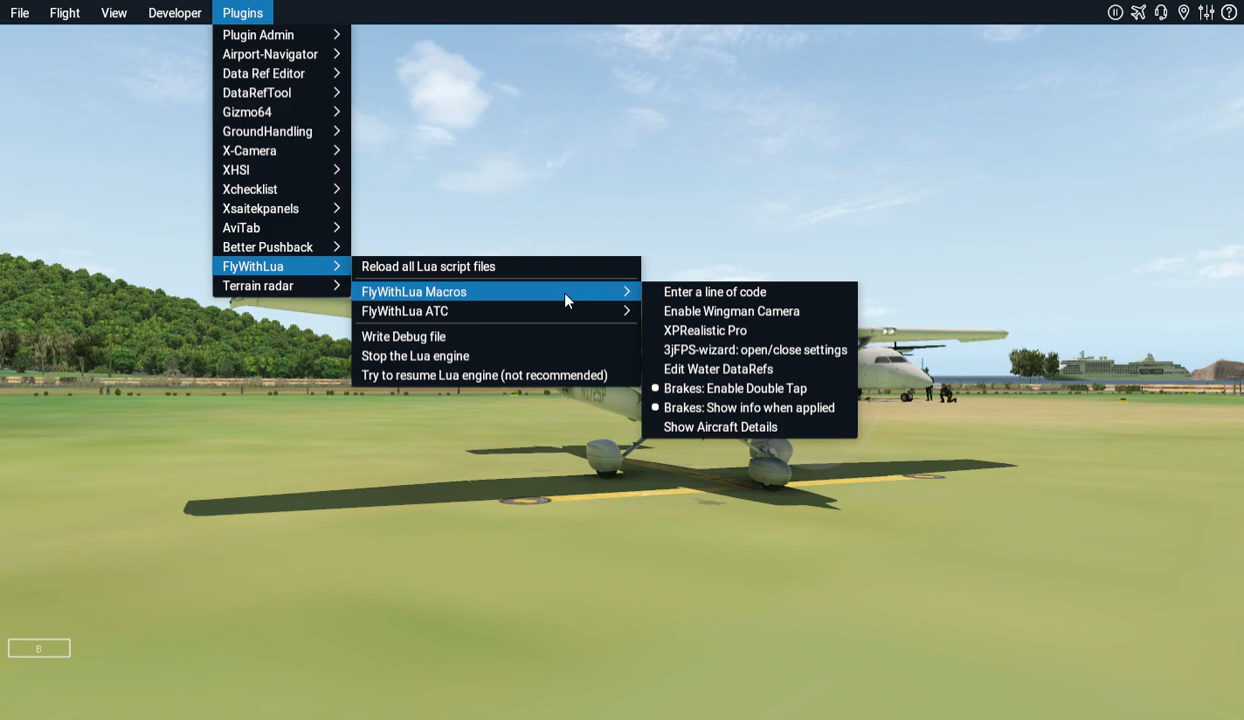 File Flight View Developer Plugins
Plugin Admin
Airport-Navigator
Data Ref Editor
DataRefTool
Gizmo64
GroundHandling
X-Camera
XHSI
Xchecklist
Xsaitekpanels
AviTab
Better Pushback
FlyWithLua
Terrain radar
Reload all Lua script files
FlyWithLua Macros
FlyWithLua ATC
Write Debug file
Stop the Lua engine
Try to resume Lua engine (not recommended)
Enter a line of code
Enable Wingman Camera
XPRealistic Pro
3jFPS-wizard: open/close settings
Edit Water DataRefs
Brakes: Enable Double Tap
Brakes: Show info when applied
Show Aircraft Details
B